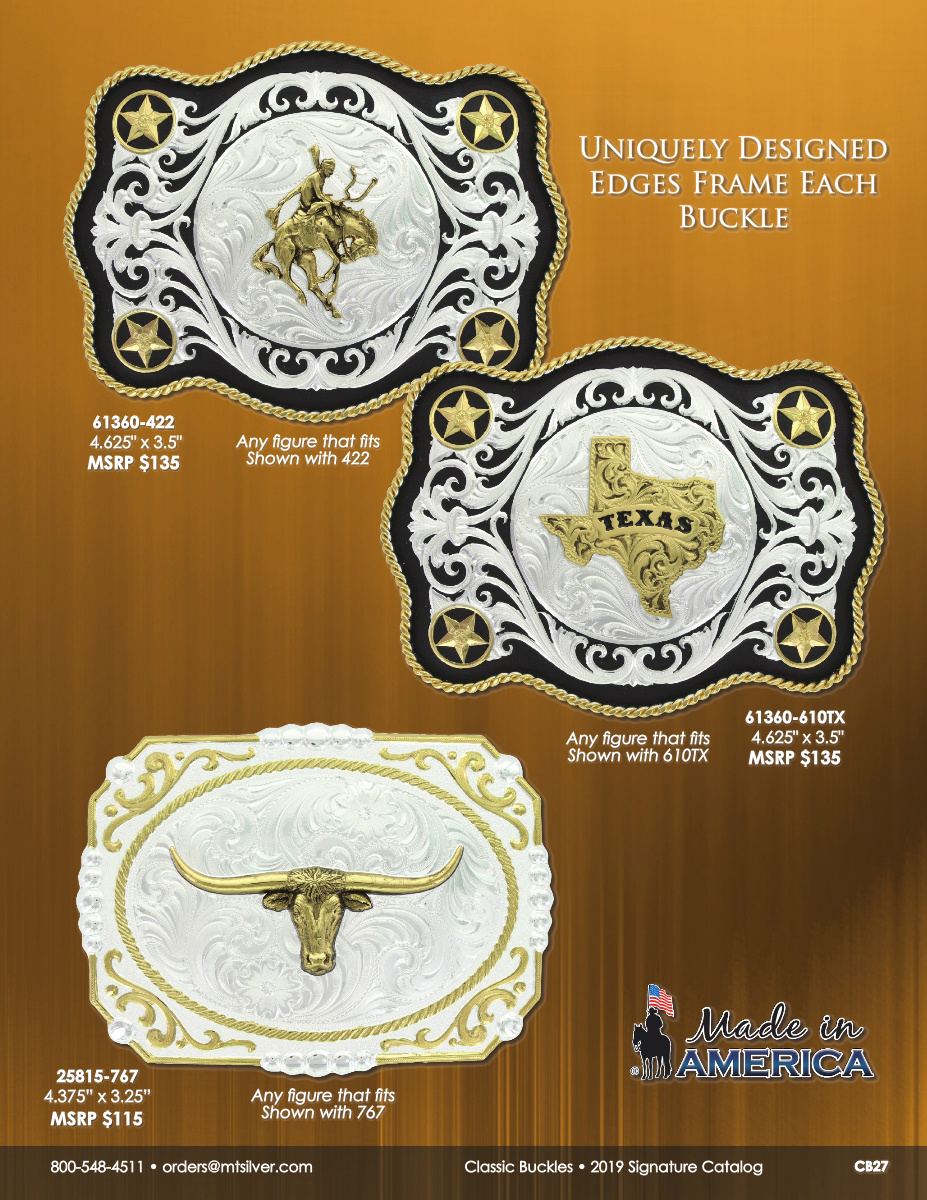 Uniquely Designed
Edges Frame Each
Buckle
61360-422
4.625" x 3.5"
MSRP $135
Any figure that fits
Shown with 422
TEXAS
Any figure that fits
Shown with 610TX
61360-610TX
4.625" x 3.5"
MSRP $135
25815-767
4.375" x 3.25"
MSRP $115
Any figure that fits
Shown with 767
Made in
AMERICA
®
800-548-4511 • orders@mtsilver.com
Classic Buckles • 2019 Signature Catalog
CB27